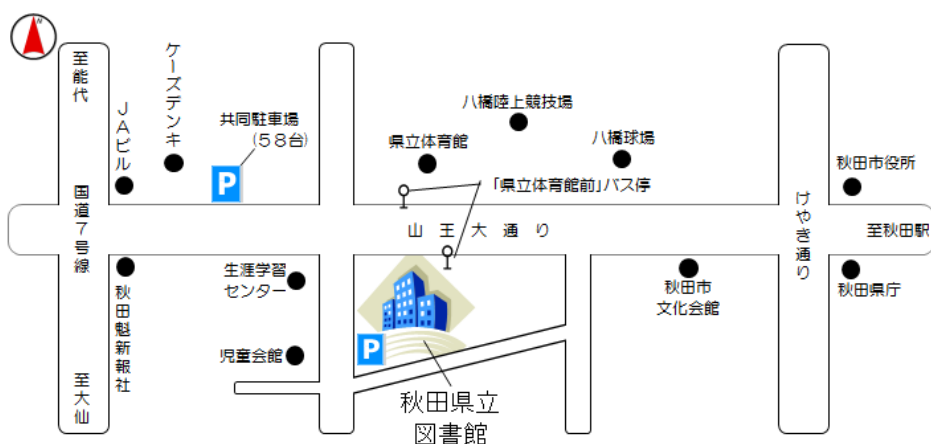 N
至能代
国道7号線
至大仙
JAビル
ケーズデンキ
共同駐車場
(58台)
P
県立体育館
八橋陸上競技場
八橋球場
「県立体育館前」バス停
秋田市役所
山王大通り
けやき通り
至秋田駅
秋田魁新報社
生涯学習
センター
児童会館
P
秋田県立
図書館
秋田市
文化会館
秋田県庁